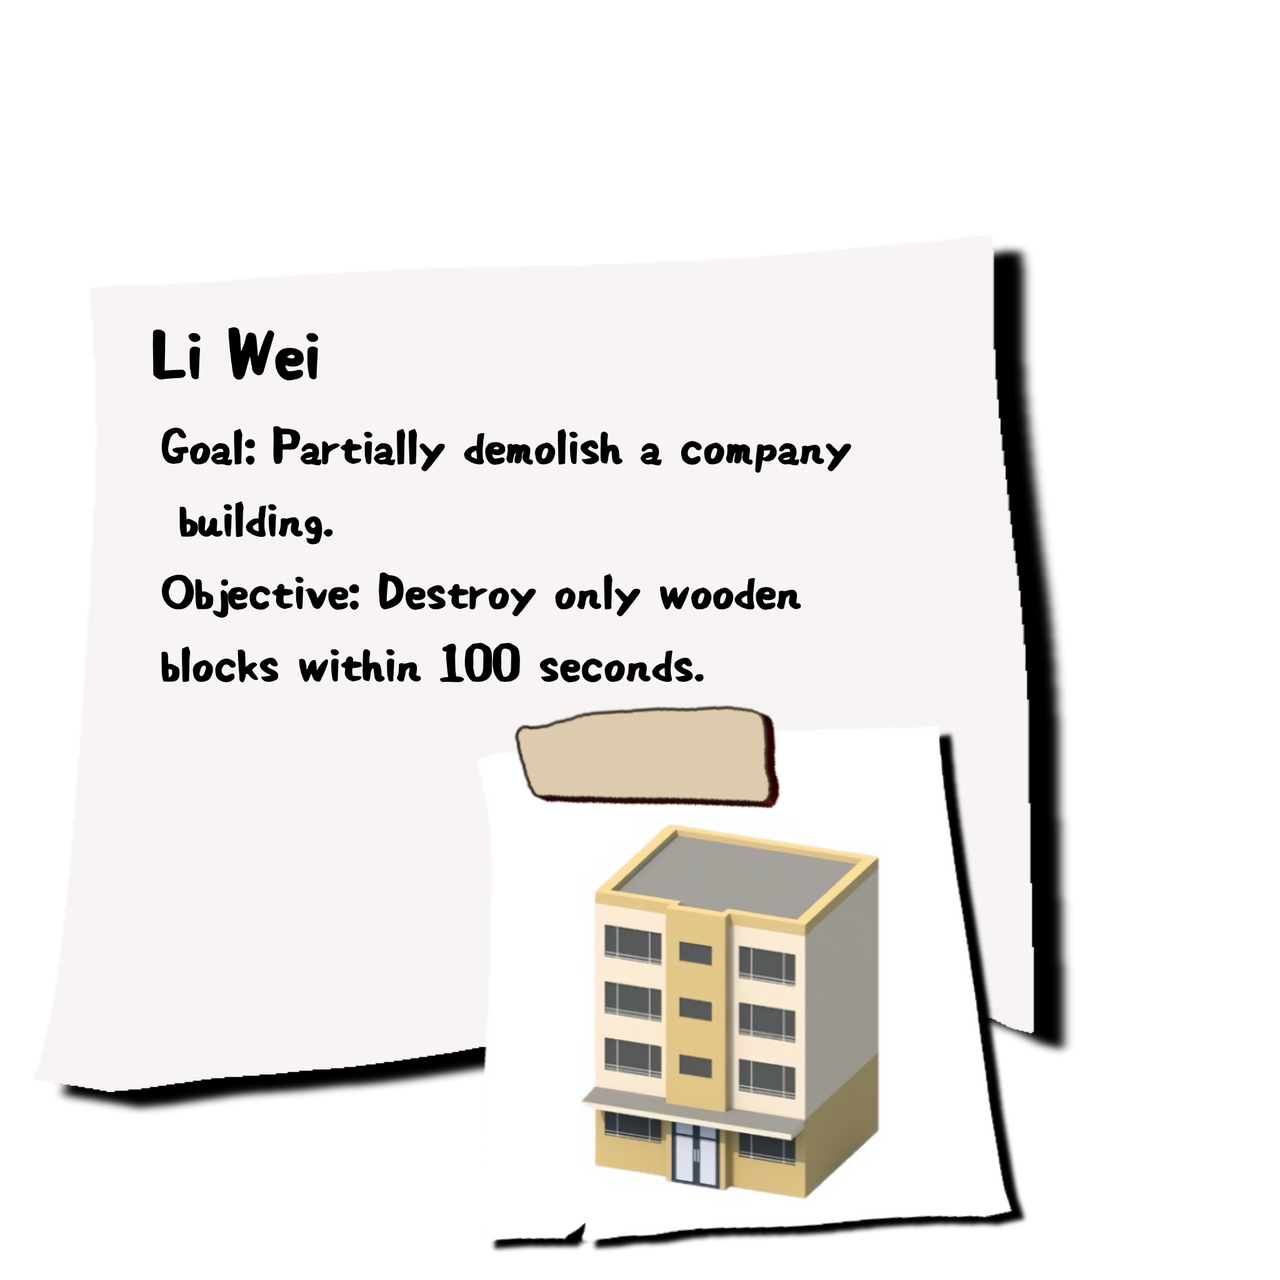 Li Wei
Goal: Partially demolish a company
building.
Objective: Destroy only wooden
blocks within 100 seconds.